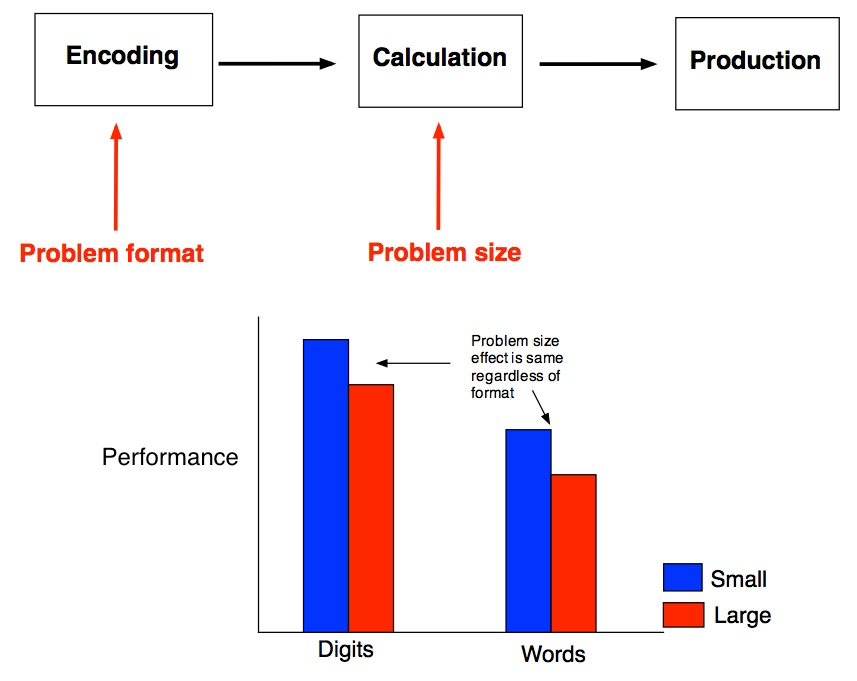 Encoding
Calculation
Production
Problem format
Problem size
Problem size
effect is same
regardless of
format
Performance
Small
Large
Digits
Words